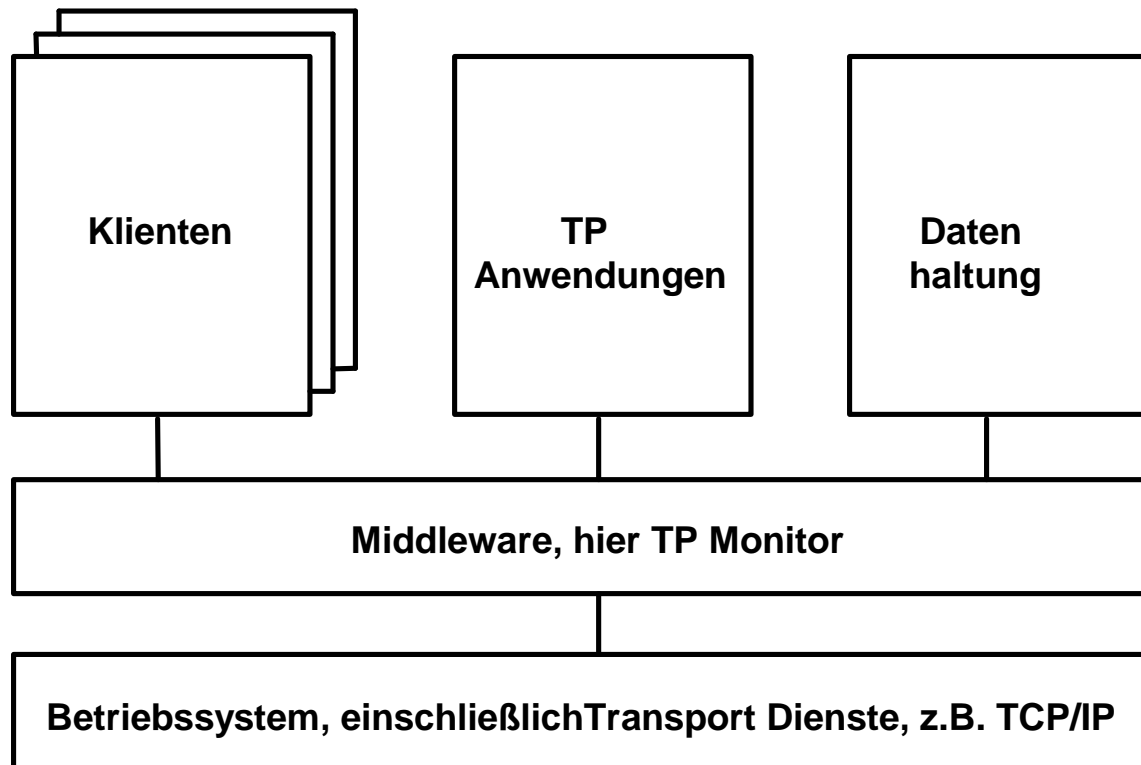 Klienten
TP
Anwendungen
Daten
haltung
Middleware, hier TP Monitor
Betriebssystem, einschließlichTransport Dienste, z.B. TCP/IP